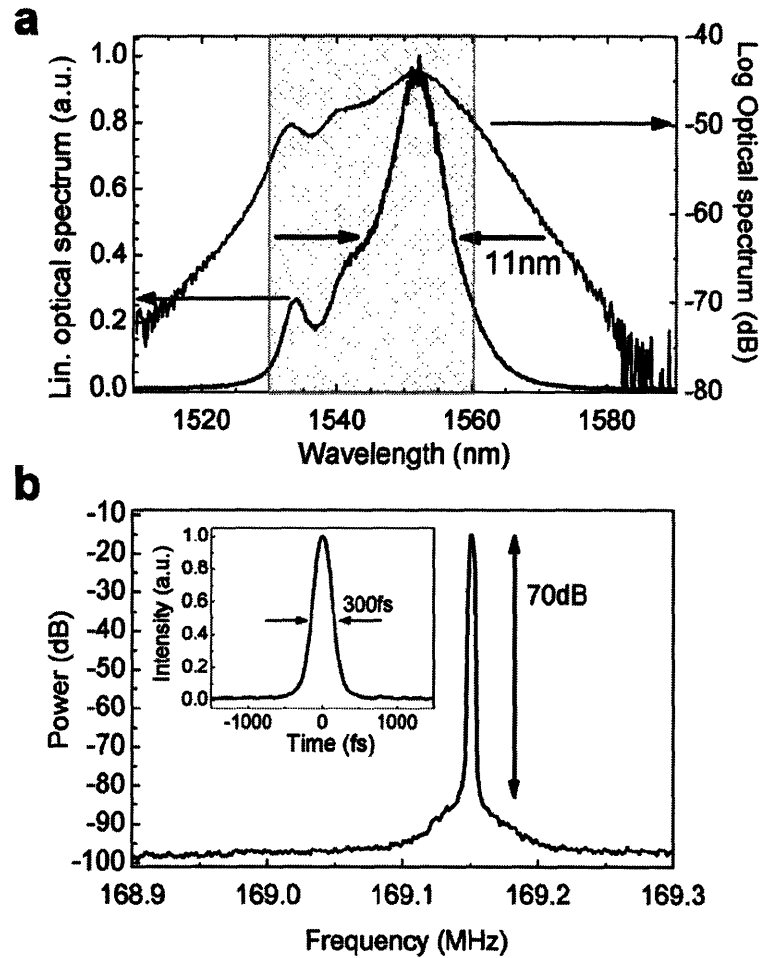 a
Lin. optical spectrum (a.u.)
1.0
0.8
0.6
0.4
0.2
0.0
-40
-50
-60
-70
-80
Log Optical spectrum (dB)
11nm
1520 1540 1560 1580
Wavelength (nm)
b
Power (dB)
-10
-20
-30
-40
-50
-60
-70
-80
-90
-100
Intensity (a.u.)
1.0
0.8
0.6
0.4
0.2
0.0
300fs
-1000 0 1000
Time (fs)
70dB
168.9 169.0 169.1 169.2 169.3
Frequency (MHz)